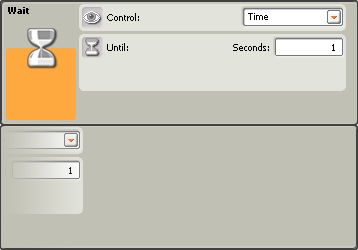 Wait
Control: Time
Until: Seconds: 1
1